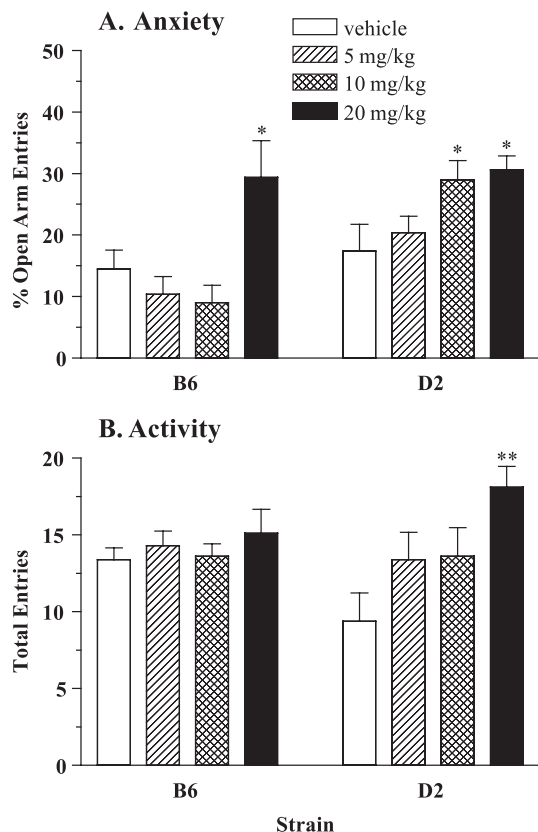 A. Anxiety
vehicle
5 mg/kg
10 mg/kg
20 mg/kg
% Open Arm Entries
50
40
30
20
10
0
*
*
*
B6
D2
B. Activity
Total Entries
20
15
10
5
0
**
B6
D2
Strain